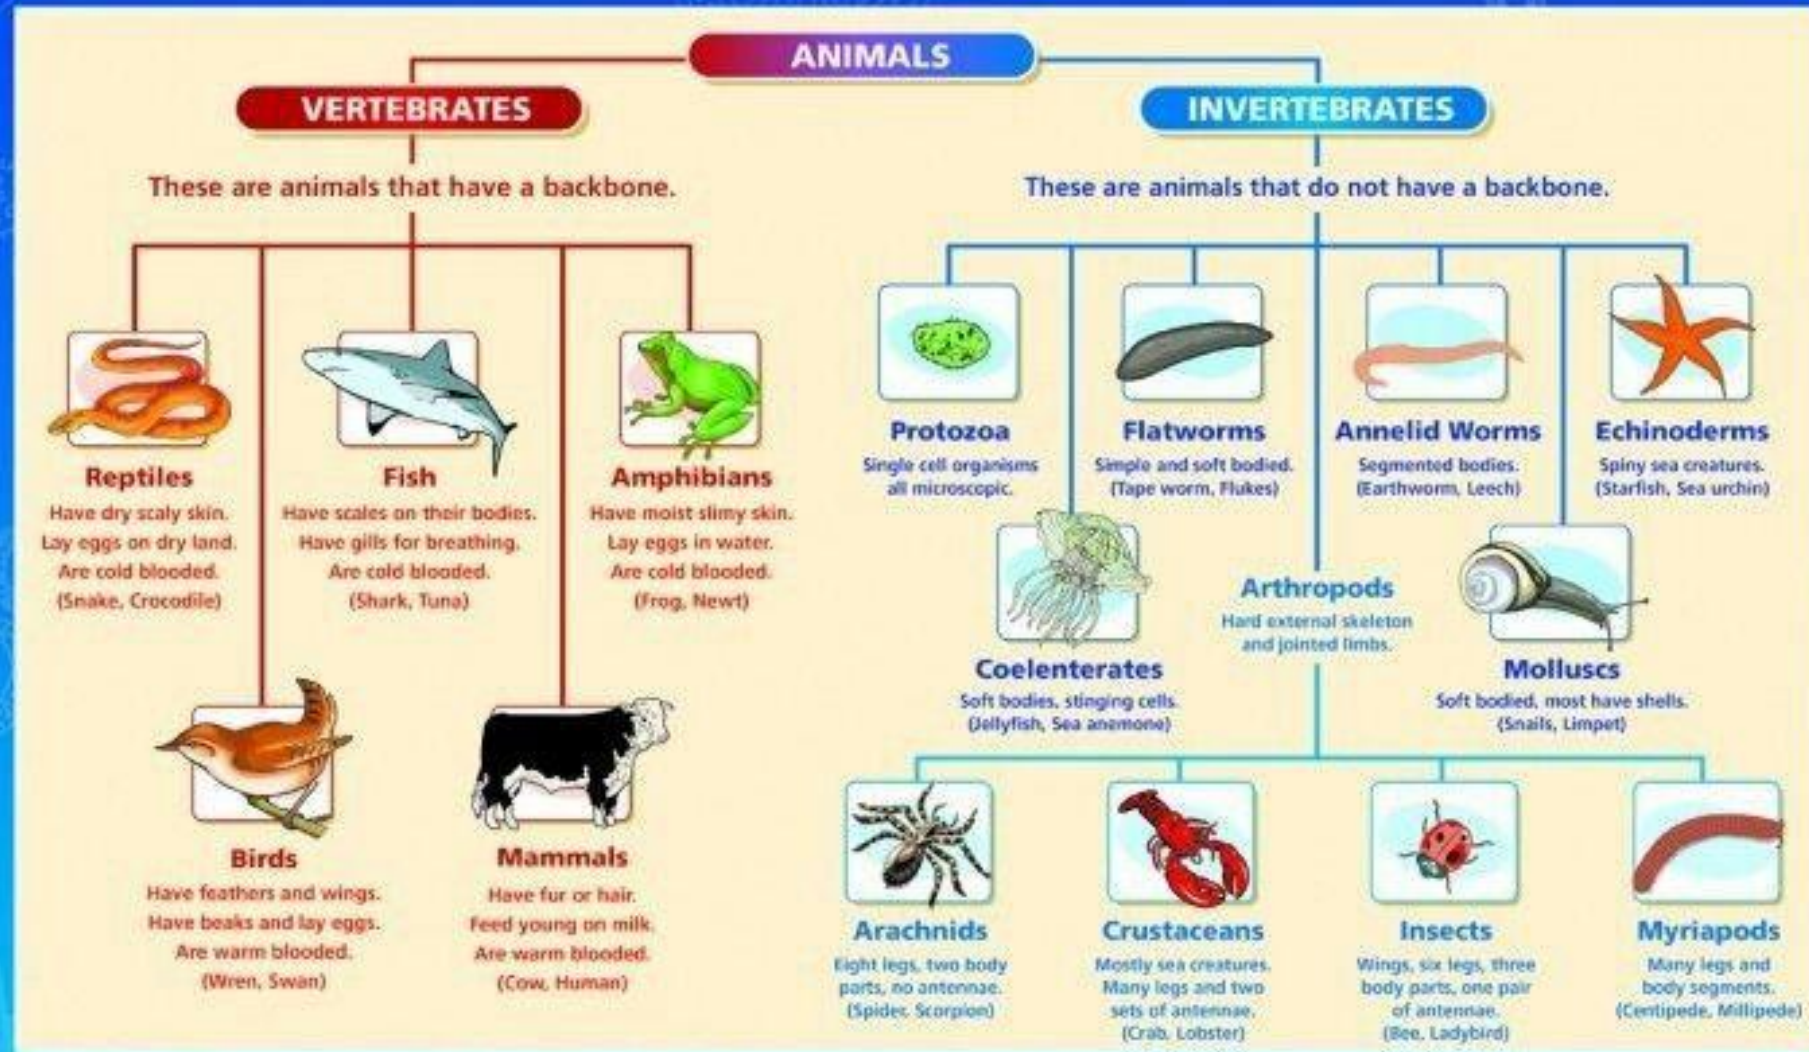 ANIMALS
VERTEBRATES
These are animals that have a backbone.
Reptiles
Have dry scaly skin.
Lay eggs on dry land.
Are cold blooded.
(Snake, Crocodile)
Fish
Have scales on their bodies.
Have gills for breathing.
Are cold blooded.
(Shark, Tuna)
Amphibians
Have moist slimy skin.
Lay eggs in water.
Are cold blooded.
(Frog, Newt)
Birds
Have feathers and wings.
Have beaks and lay eggs.
Are warm blooded.
(Wren, Swan)
Mammals
Have fur or hair.
Feed young on milk.
Are warm blooded.
(Cow, Human)
INVERTEBRATES
These are animals that do not have a backbone.
Protozoa
Single cell organisms
all microscopic.
Flatworms
Simple and soft bodied.
(Tape worm, Flukes)
Annelid Worms
Segmented bodies.
(Earthworm, Leech)
Echinoderms
Spiny sea creatures.
(Starfish, Sea urchin)
Coelenterates
Soft bodies, stinging cells.
(Jellyfish, Sea anemone)
Arthropods
Hard external skeleton
and jointed limbs.
Molluscs
Soft bodied, most have shells.
(Snails, Limpet)
Arachnids
Eight legs, two body
parts, no antennae.
(Spider, Scorpion)
Crustaceans
Mostly sea creatures.
Many legs and two
sets of antennae.
(Crab, Lobster)
Insects
Wings, six legs, three
body parts, one pair
of antennae.
(Bee, Ladybird)
Myriapods
Many legs and
body segments.
(Centipede, Millipede)